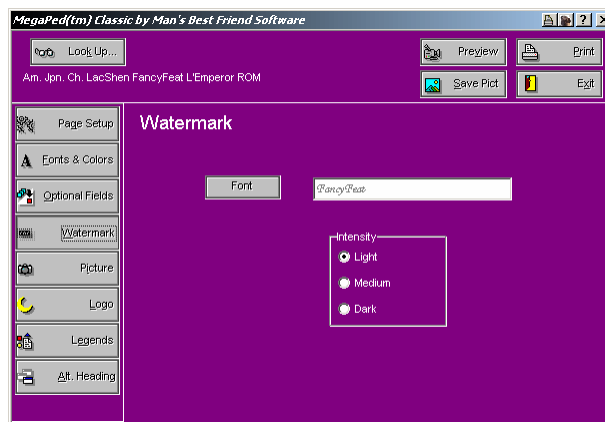 MegaPed(tm) Classic by Man's Best Friend Software
Look Up...
Preview
Print
Am. Jpn. Ch. LacShen FancyFeat L'Emperor ROM
Save Pict
Exit
Page Setup
Watermark
Fonts & Colors
Font
FancyFeat
Optional Fields
Watermark
Intensity
Light
Picture
Medium
Logo
Dark
Legends
Alt. Heading